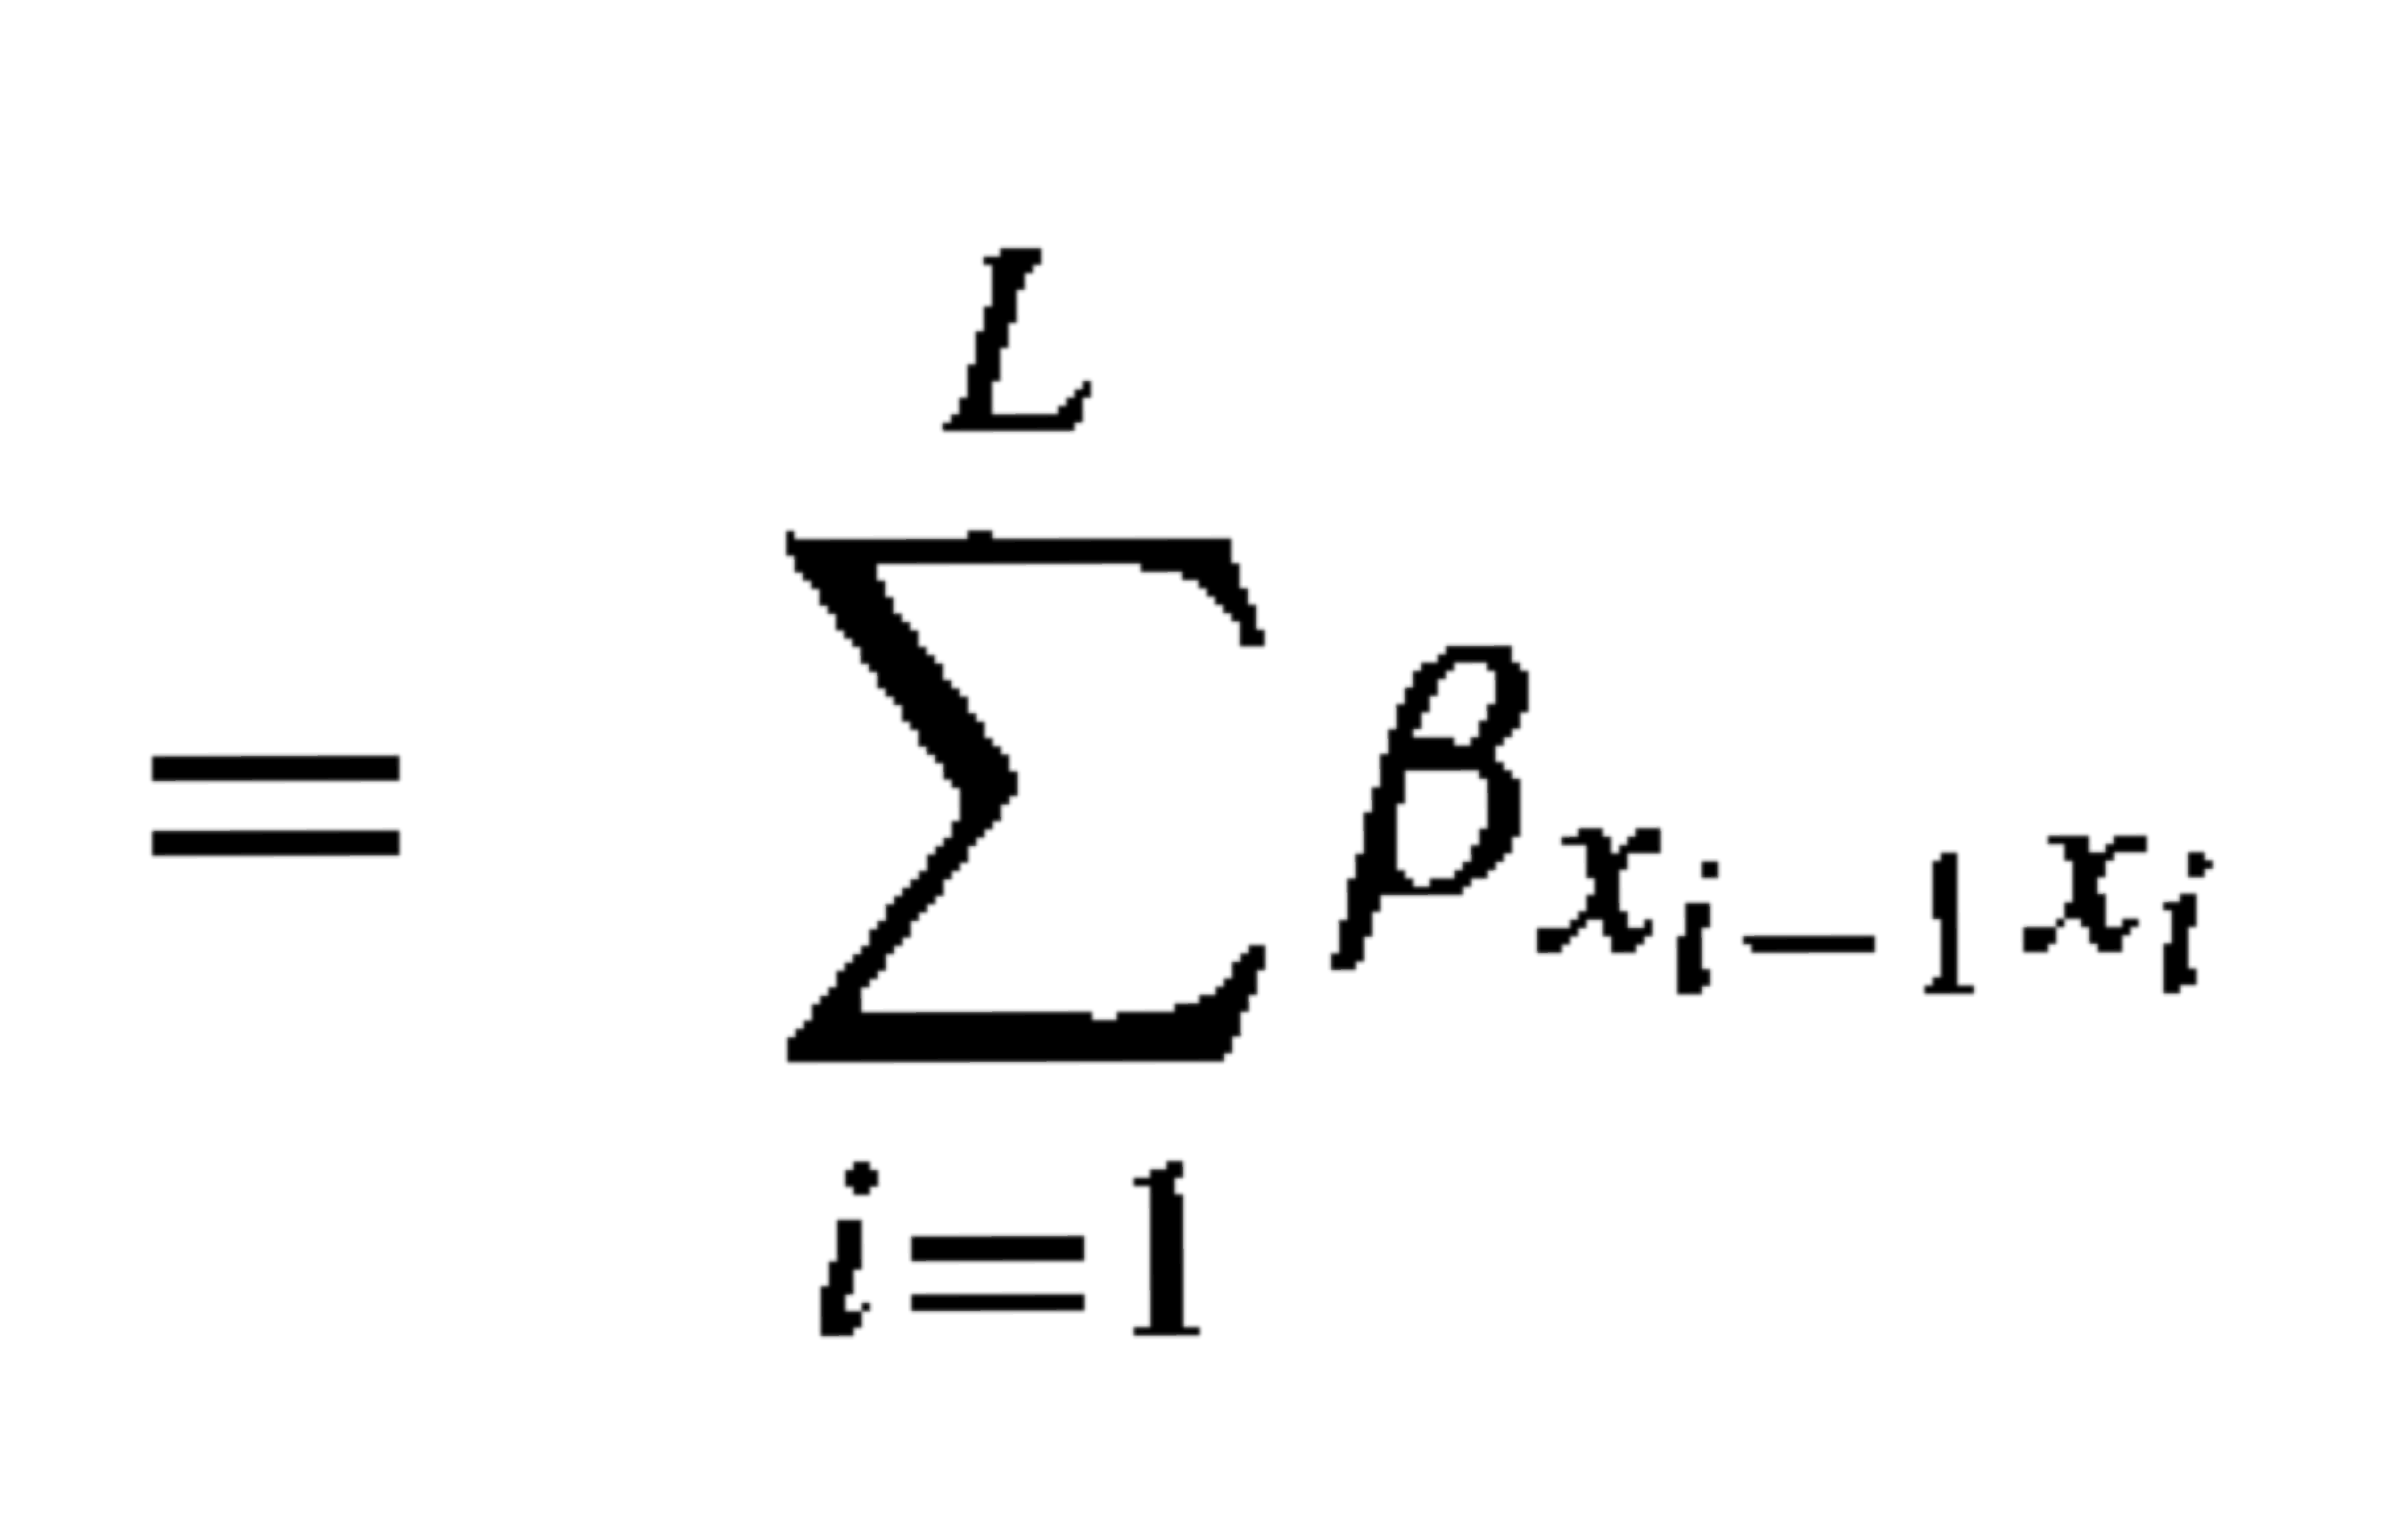 = \sum_{i=1}^{L} \beta_{x_{i-1} x_i}